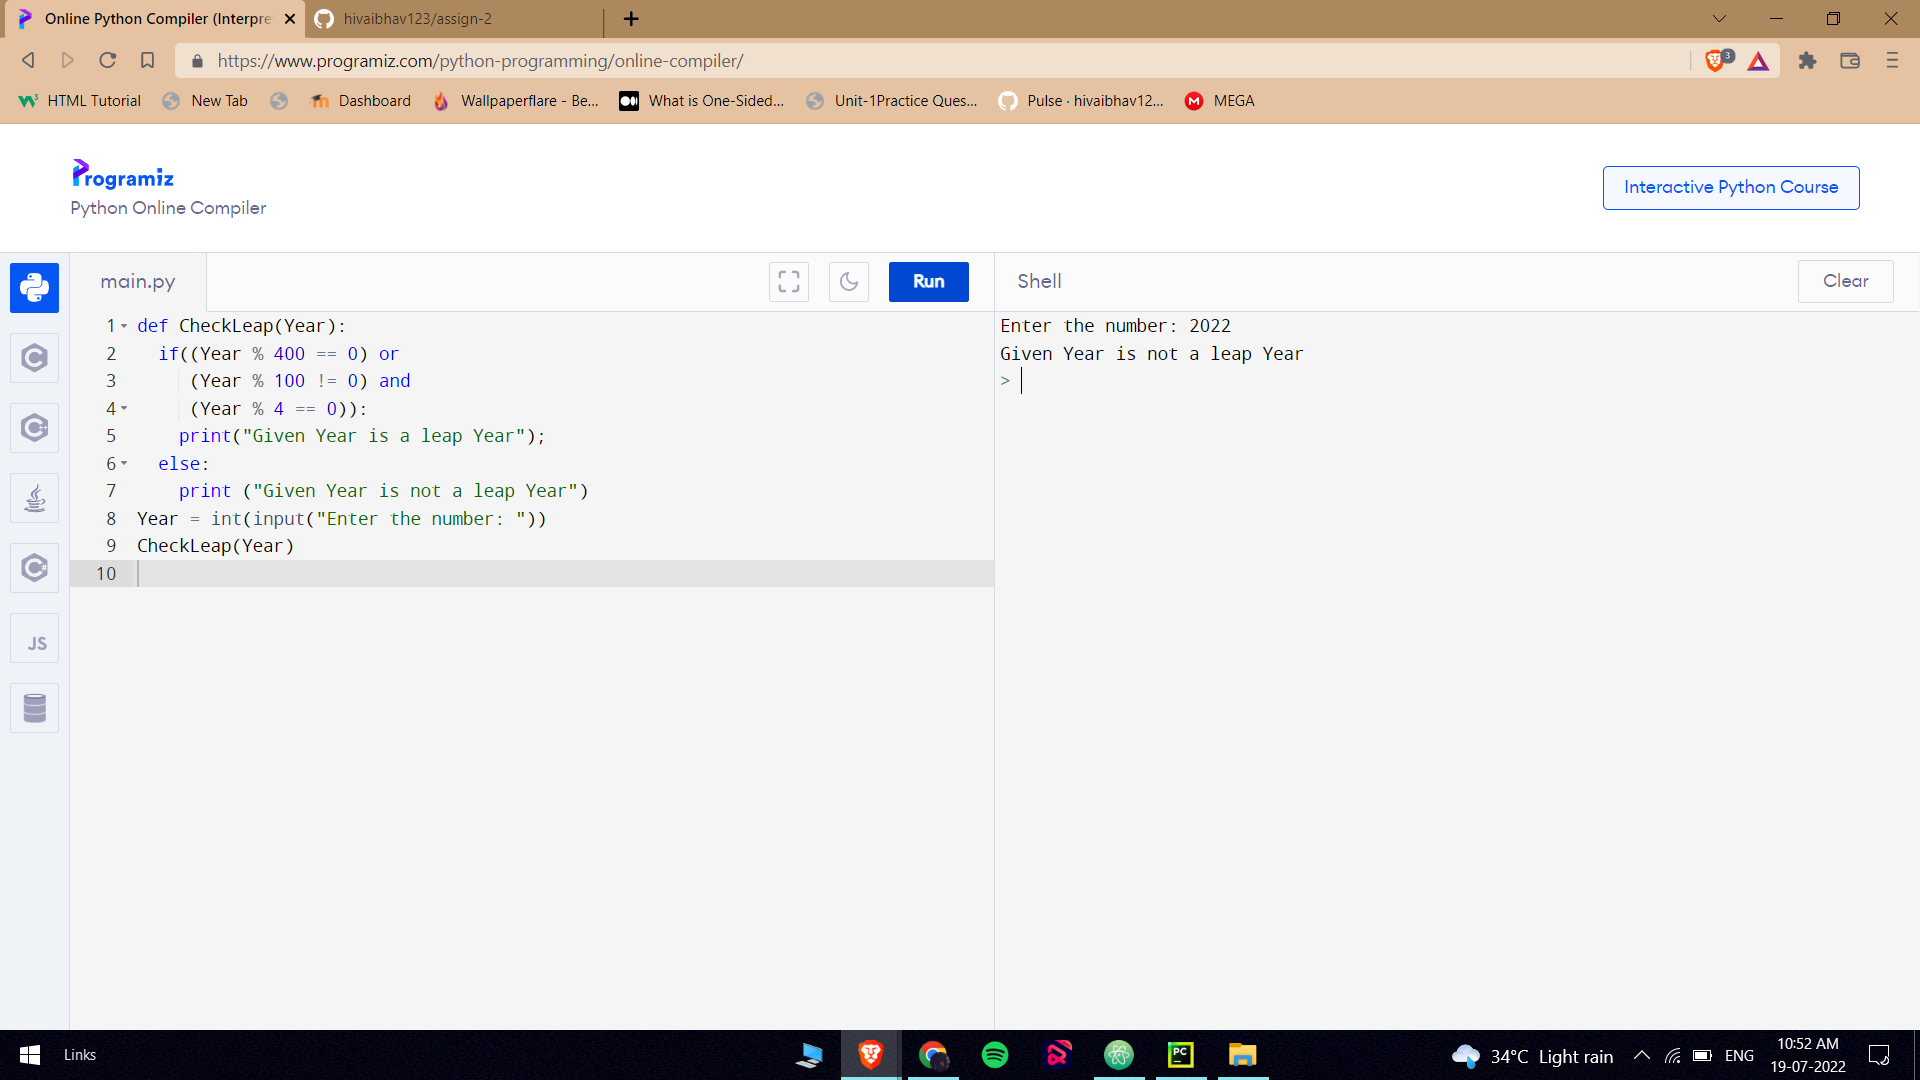 Online Python Compiler (Interpre
hivaibhav123/assign-2
https://www.programiz.com/python-programming/online-compiler/
3
HTML Tutorial
New Tab
Dashboard
Wallpaperflare - Be...
What is One-Sided...
Unit-1Practice Ques...
Pulse · hivaibhav12...
MEGA
Programiz
Python Online Compiler
Interactive Python Course
main.py
Run
Shell
Clear
1 def CheckLeap(Year):
2   if((Year % 400 == 0) or
3      (Year % 100 != 0) and
4      (Year % 4 == 0)):
5     print("Given Year is a leap Year");
6   else:
7     print ("Given Year is not a leap Year")
8 Year = int(input("Enter the number: "))
9 CheckLeap(Year)
10
Enter the number: 2022
Given Year is not a leap Year
>
C
C++
C#
JS
Links
PC
34°C Light rain
ENG
10:52 AM
19-07-2022